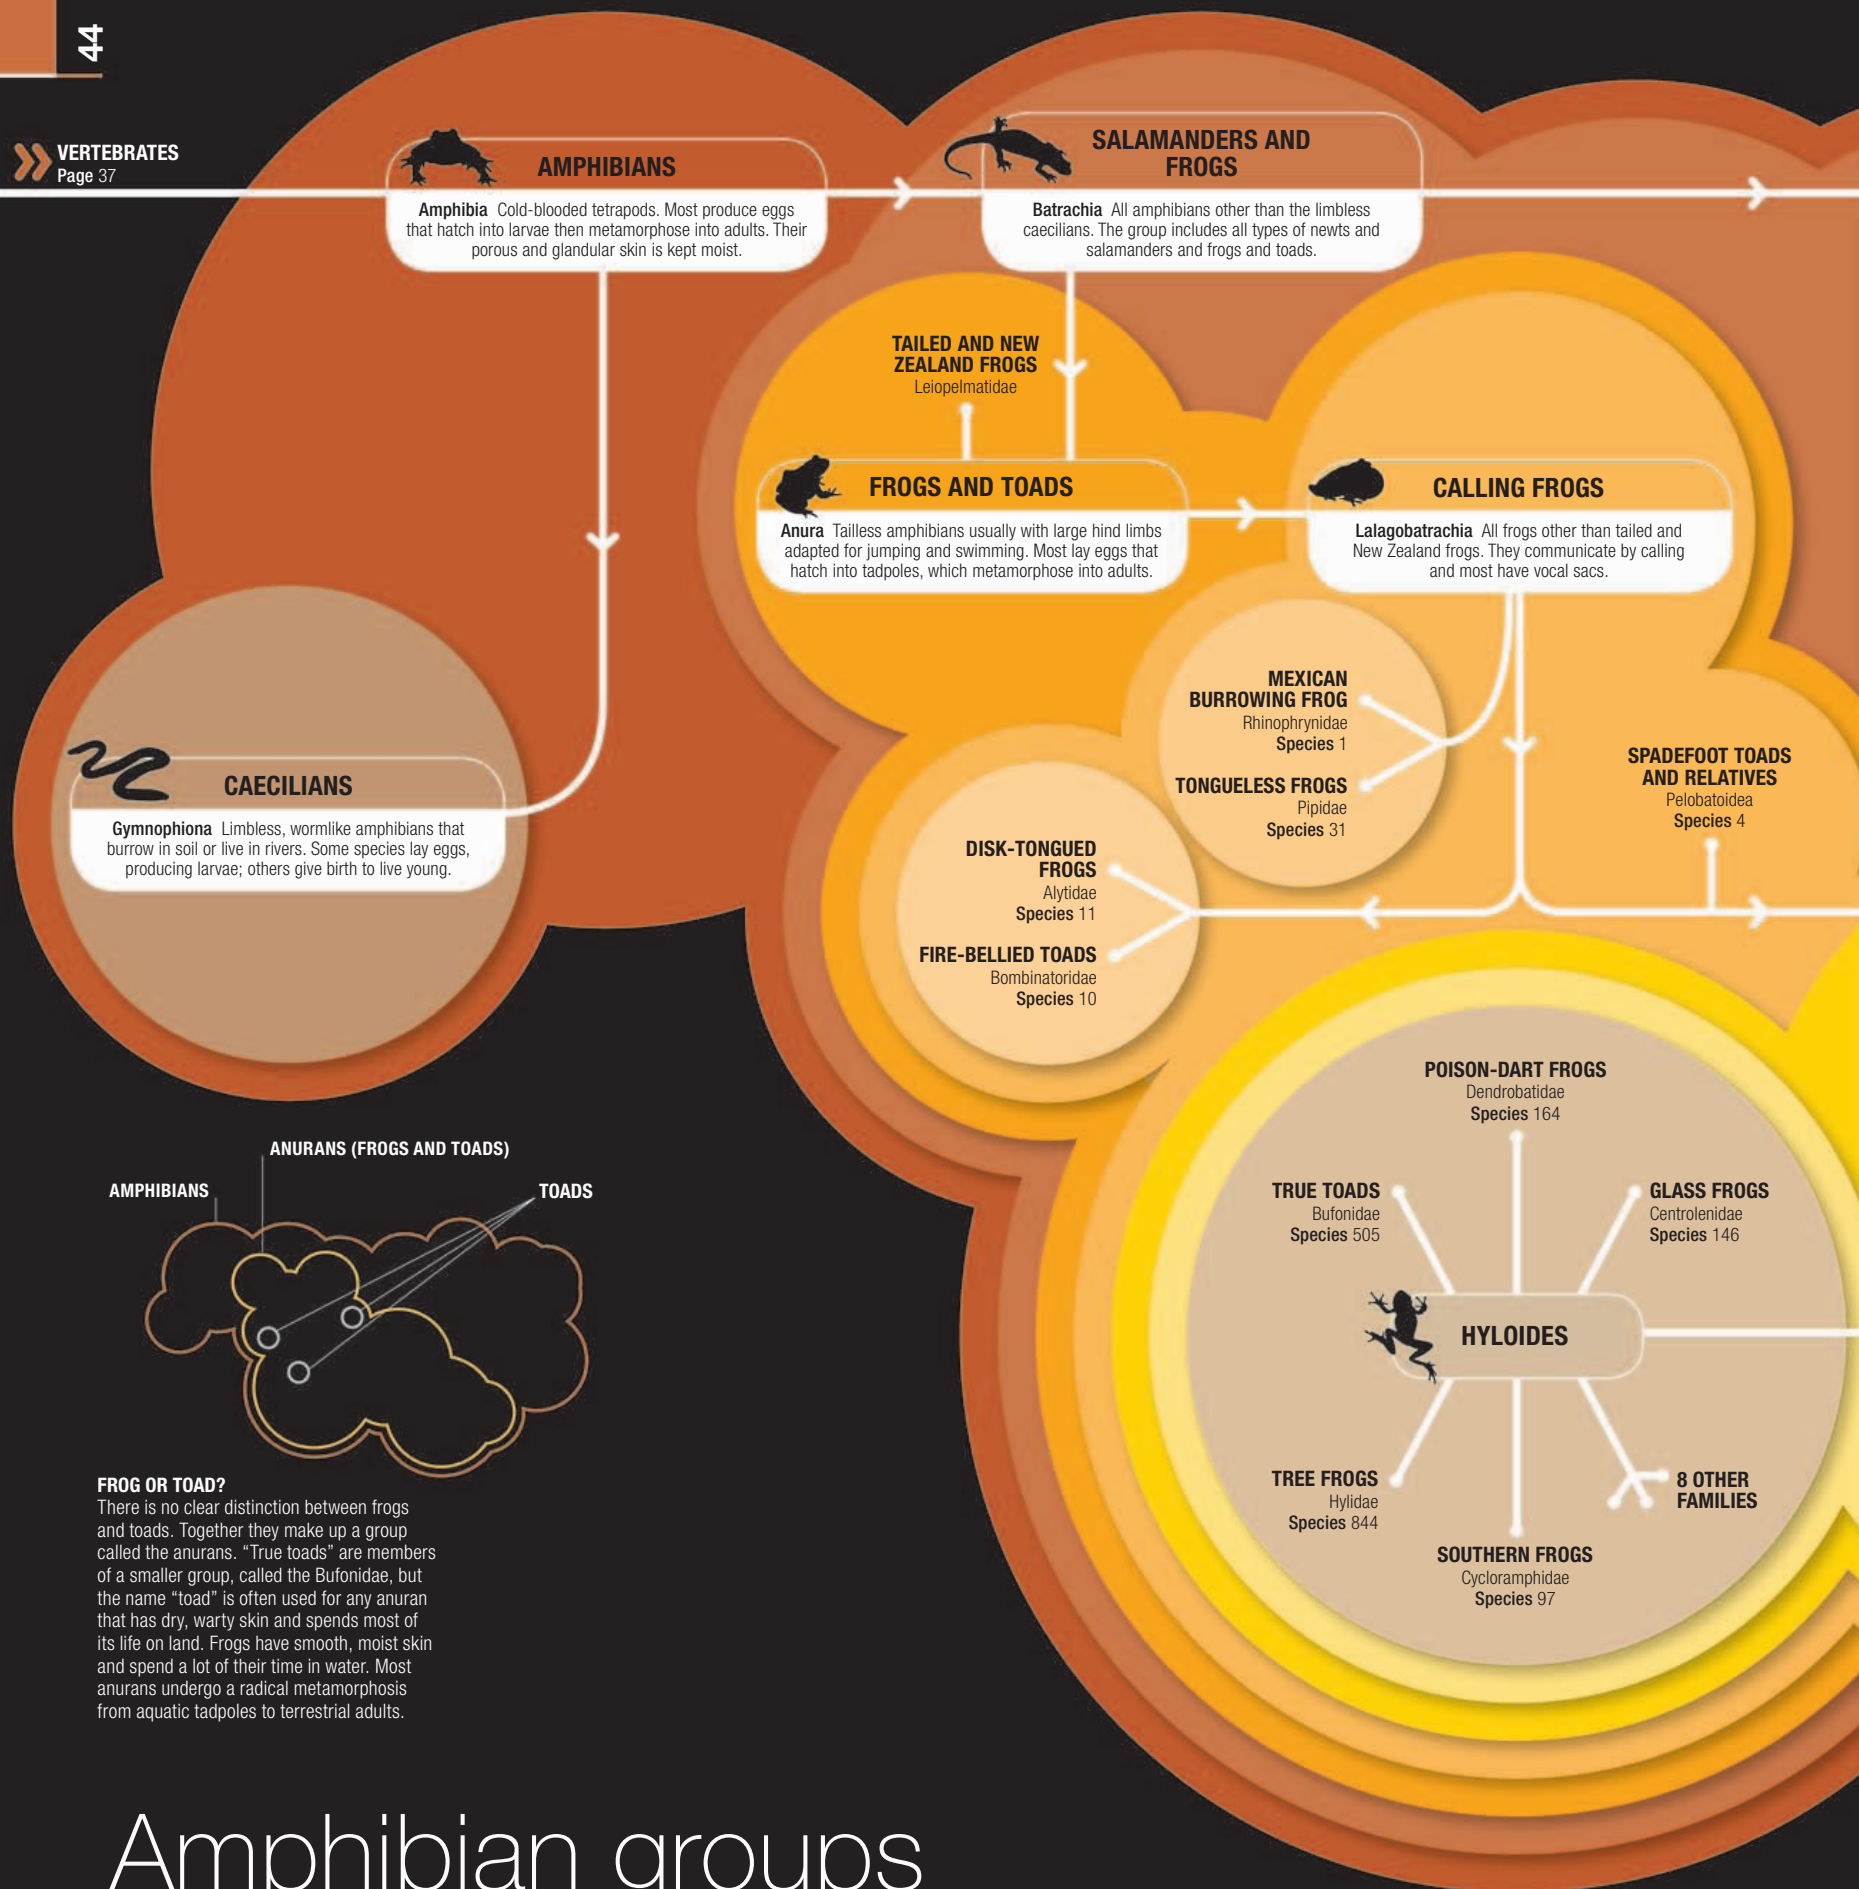 44
VERTEBRATES
Page 37
AMPHIBIANS
Amphibia Cold-blooded tetrapods. Most produce eggs
that hatch into larvae then metamorphose into adults. Their
porous and glandular skin is kept moist.
SALAMANDERS AND
FROGS
Batrachia All amphibians other than the limbless
caecilians. The group includes all types of newts and
salamanders and frogs and toads.
TAILED AND NEW
ZEALAND FROGS
Leiopelmatidae
FROGS AND TOADS
Anura Tailless amphibians usually with large hind limbs
adapted for jumping and swimming. Most lay eggs that
hatch into tadpoles, which metamorphose into adults.
CALLING FROGS
Lalagobatrachia All frogs other than tailed and
New Zealand frogs. They communicate by calling
and most have vocal sacs.
MEXICAN
BURROWING FROG
Rhinophrynidae
Species 1
TONGUELESS FROGS
Pipidae
Species 31
SPADEFOOT TOADS
AND RELATIVES
Pelobatoidea
Species 4
CAECILIANS
Gymnophiona Limbless, wormlike amphibians that
burrow in soil or live in rivers. Some species lay eggs,
producing larvae; others give birth to live young.
DISK-TONGUED
FROGS
Alytidae
Species 11
FIRE-BELLIED TOADS
Bombinatoridae
Species 10
POISON-DART FROGS
Dendrobatidae
Species 164
TRUE TOADS
Bufonidae
Species 505
GLASS FROGS
Centrolenidae
Species 146
HYLOIDES
TREE FROGS
Hylidae
Species 844
8 OTHER
FAMILIES
SOUTHERN FROGS
Cycloramphidae
Species 97
ANURANS (FROGS AND TOADS)
AMPHIBIANS
TOADS
FROG OR TOAD?
There is no clear distinction between frogs
and toads. Together they make up a group
called the anurans. “True toads” are members
of a smaller group, called the Bufonidae, but
the name “toad” is often used for any anuran
that has dry, warty skin and spends most of
its life on land. Frogs have smooth, moist skin
and spend a lot of their time in water. Most
anurans undergo a radical metamorphosis
from aquatic tadpoles to terrestrial adults.
Amphibian groups